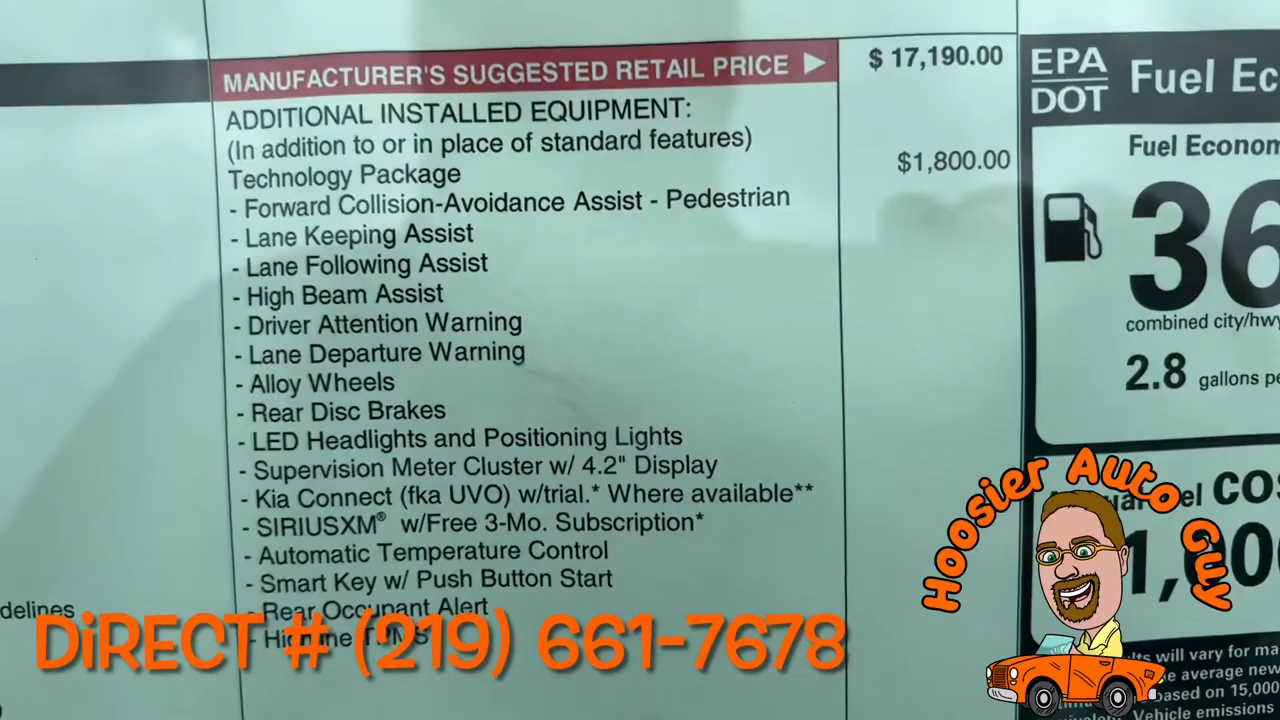 MANUFACTURER'S SUGGESTED RETAIL PRICE ▶ $ 17,190.00
ADDITIONAL INSTALLED EQUIPMENT:
(In addition to or in place of standard features)
Technology Package $1,800.00
- Forward Collision-Avoidance Assist - Pedestrian
- Lane Keeping Assist
- Lane Following Assist
- High Beam Assist
- Driver Attention Warning
- Lane Departure Warning
- Alloy Wheels
- Rear Disc Brakes
- LED Headlights and Positioning Lights
- Supervision Meter Cluster w/ 4.2" Display
- Kia Connect (fka UVO) w/trial.* Where available**
- SIRIUSXM® w/Free 3-Mo. Subscription*
- Automatic Temperature Control
- Smart Key w/ Push Button Start
- Rear Occupant Alert
- Highline TPMS
delines
EPA
DOT
Fuel Ec
Fuel Econom
36
combined city/hwy
2.8 gallons pe
el cos
1,
lts will vary for ma
e average new
based on 15,000
Vehicle emissions
Hoosier Auto Guy
DiRECT # (219) 661-7678